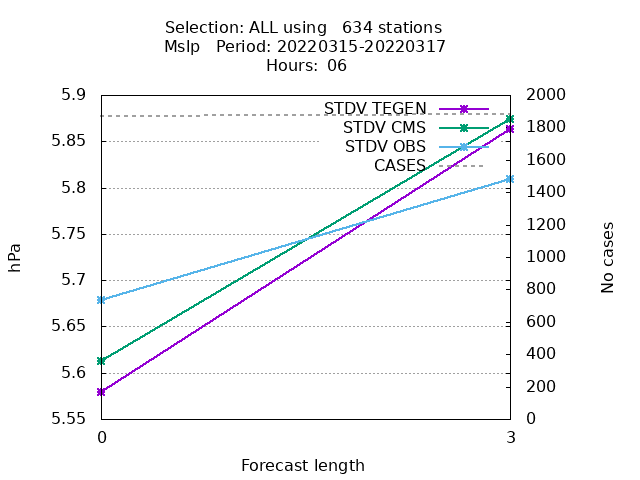 Selection: ALL using   634 stations
Mslp   Period: 20220315-20220317
Hours: 06
5.9
5.85
5.8
5.75
5.7
5.65
5.6
5.55
hPa
STDV TEGEN
STDV CMS
STDV OBS
CASES
2000
1800
1600
1400
1200
1000
800
600
400
200
0
No cases
0
3
Forecast length